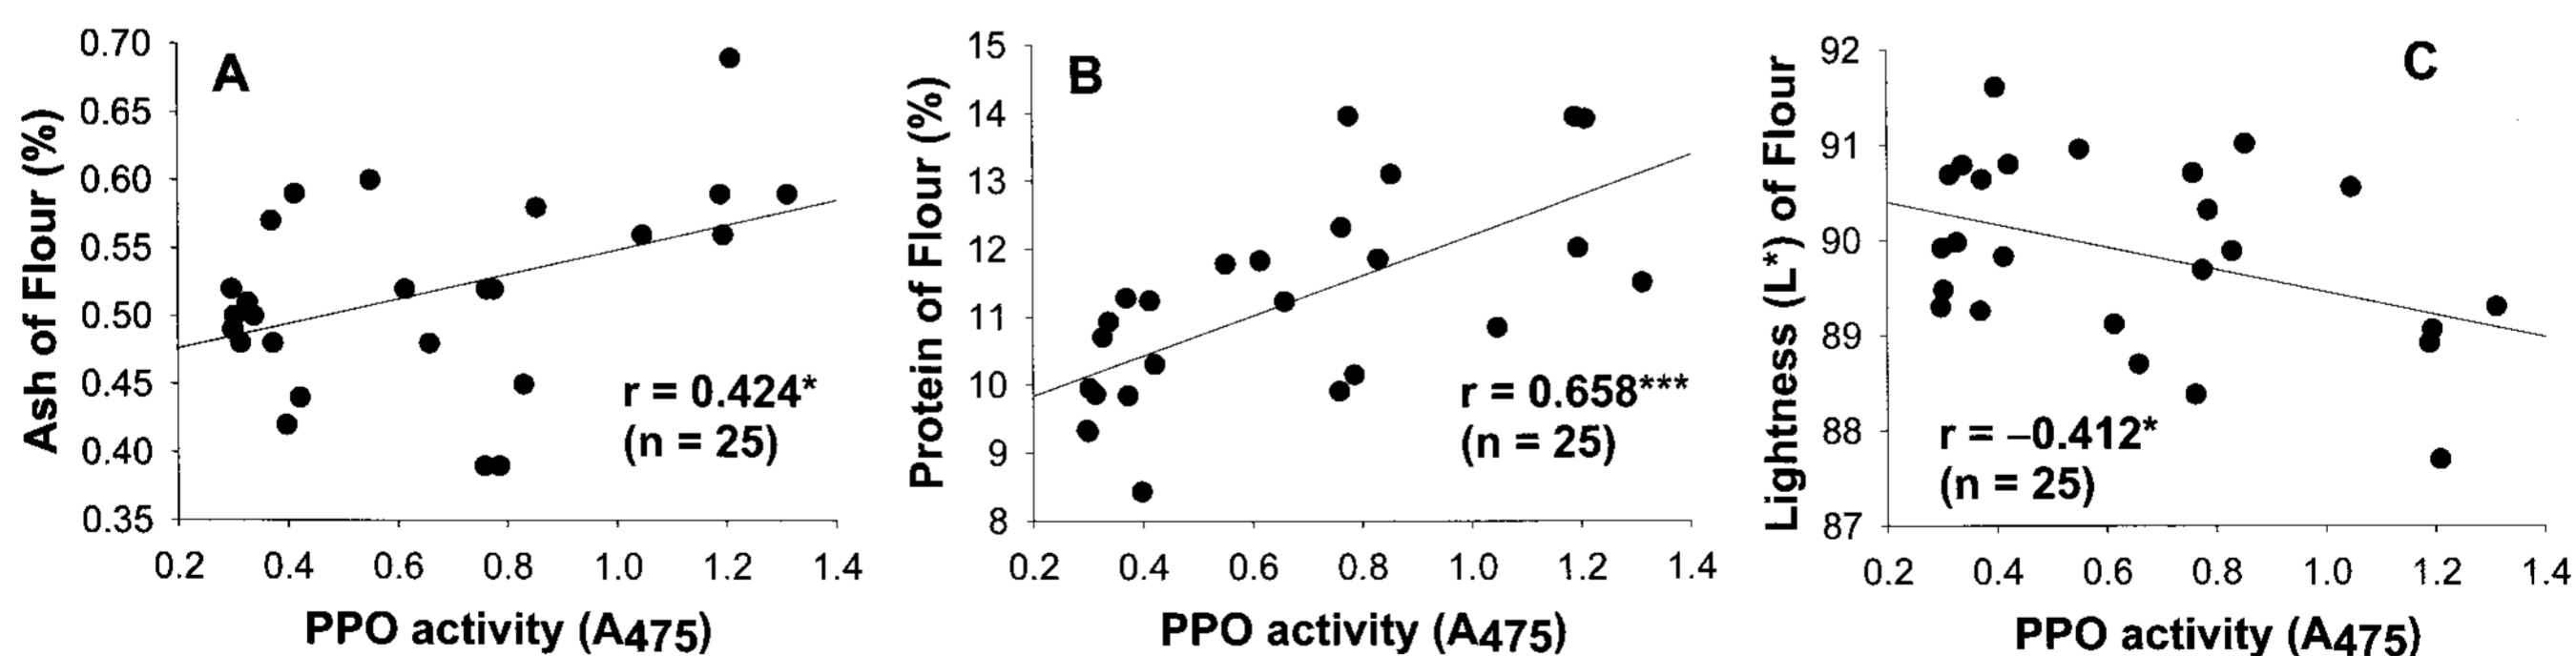 A
Ash of Flour (%)
0.70
0.65
0.60
0.55
0.50
0.45
0.40
0.35
r = 0.424*
(n = 25)
0.2 0.4 0.6 0.8 1.0 1.2 1.4
PPO activity (A475)
B
Protein of Flour (%)
15
14
13
12
11
10
9
8
r = 0.658***
(n = 25)
0.2 0.4 0.6 0.8 1.0 1.2 1.4
PPO activity (A475)
C
Lightness (L*) of Flour
92
91
90
89
88
87
r = –0.412*
(n = 25)
0.2 0.4 0.6 0.8 1.0 1.2 1.4
PPO activity (A475)